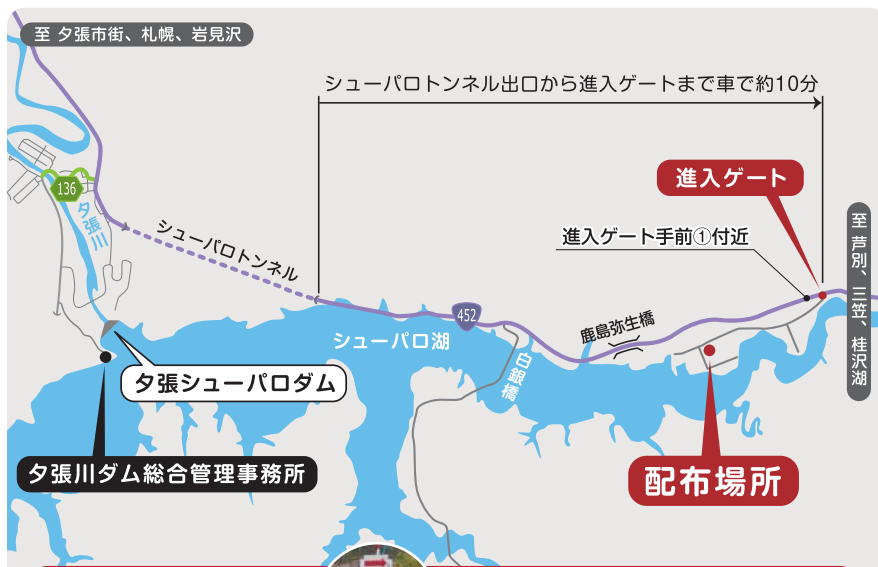 至 夕張市街、札幌、岩見沢
シューパロトンネル出口から進入ゲートまで車で約10分
進入ゲート
136
夕張川
シューパロトンネル
進入ゲート手前①付近
至 芦別、三笠、桂沢湖
452
シューパロ湖
鹿島弥生橋
白銀橋
夕張シューパロダム
夕張川ダム総合管理事務所
配布場所